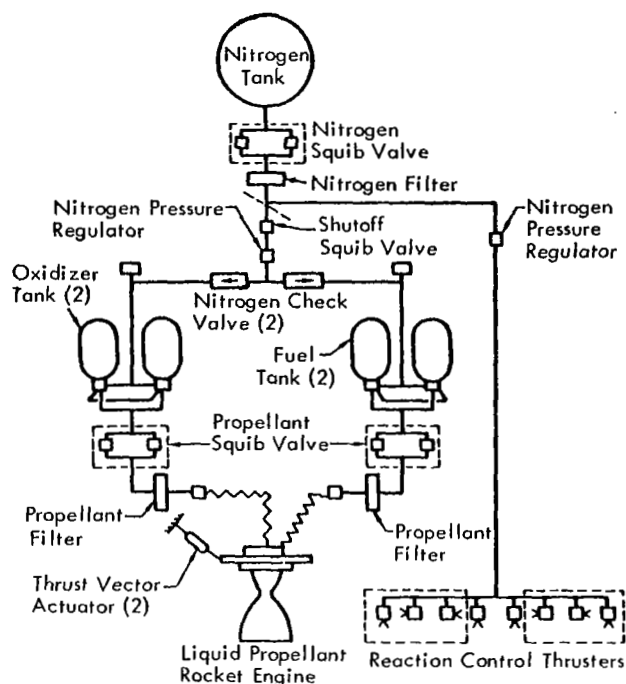 Nitrogen
Tank
Nitrogen
Squib Valve
Nitrogen Filter
Nitrogen Pressure
Regulator
Shutoff
Squib Valve
Nitrogen
Pressure
Regulator
Oxidizer
Tank (2)
Nitrogen Check
Valve (2)
Fuel
Tank (2)
Propellant
Squib Valve
Propellant
Filter
Propellant
Filter
Thrust Vector
Actuator (2)
Liquid Propellant
Rocket Engine
Reaction Control Thrusters